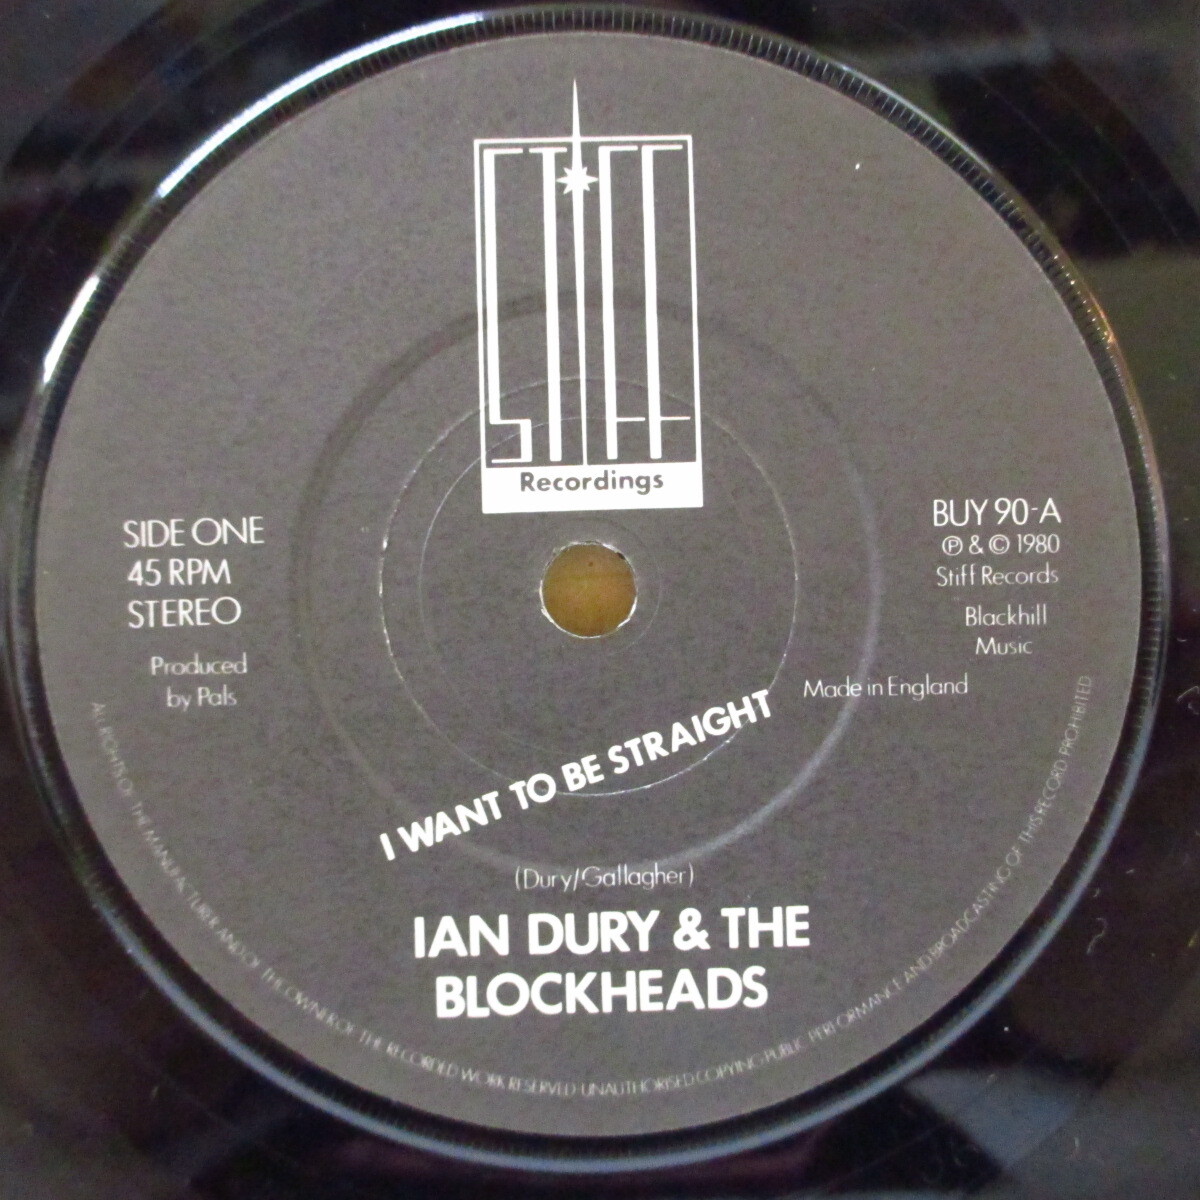 STIFF
Recordings
SIDE ONE
45 RPM
STEREO
Produced
by Pals
BUY 90-A
℗ & © 1980
Stiff Records
Blackhill
Music
Made in England
I WANT TO BE STRAIGHT
(Dury/Gallagher)
IAN DURY & THE
BLOCKHEADS
ALL RIGHTS OF THE MANUFACTURER AND OF THE OWNER OF THE RECORDED WORK RESERVED·UNAUTHORISED COPYING·PUBLIC PERFORMANCE AND BROADCASTING OF THIS RECORD PROHIBITED